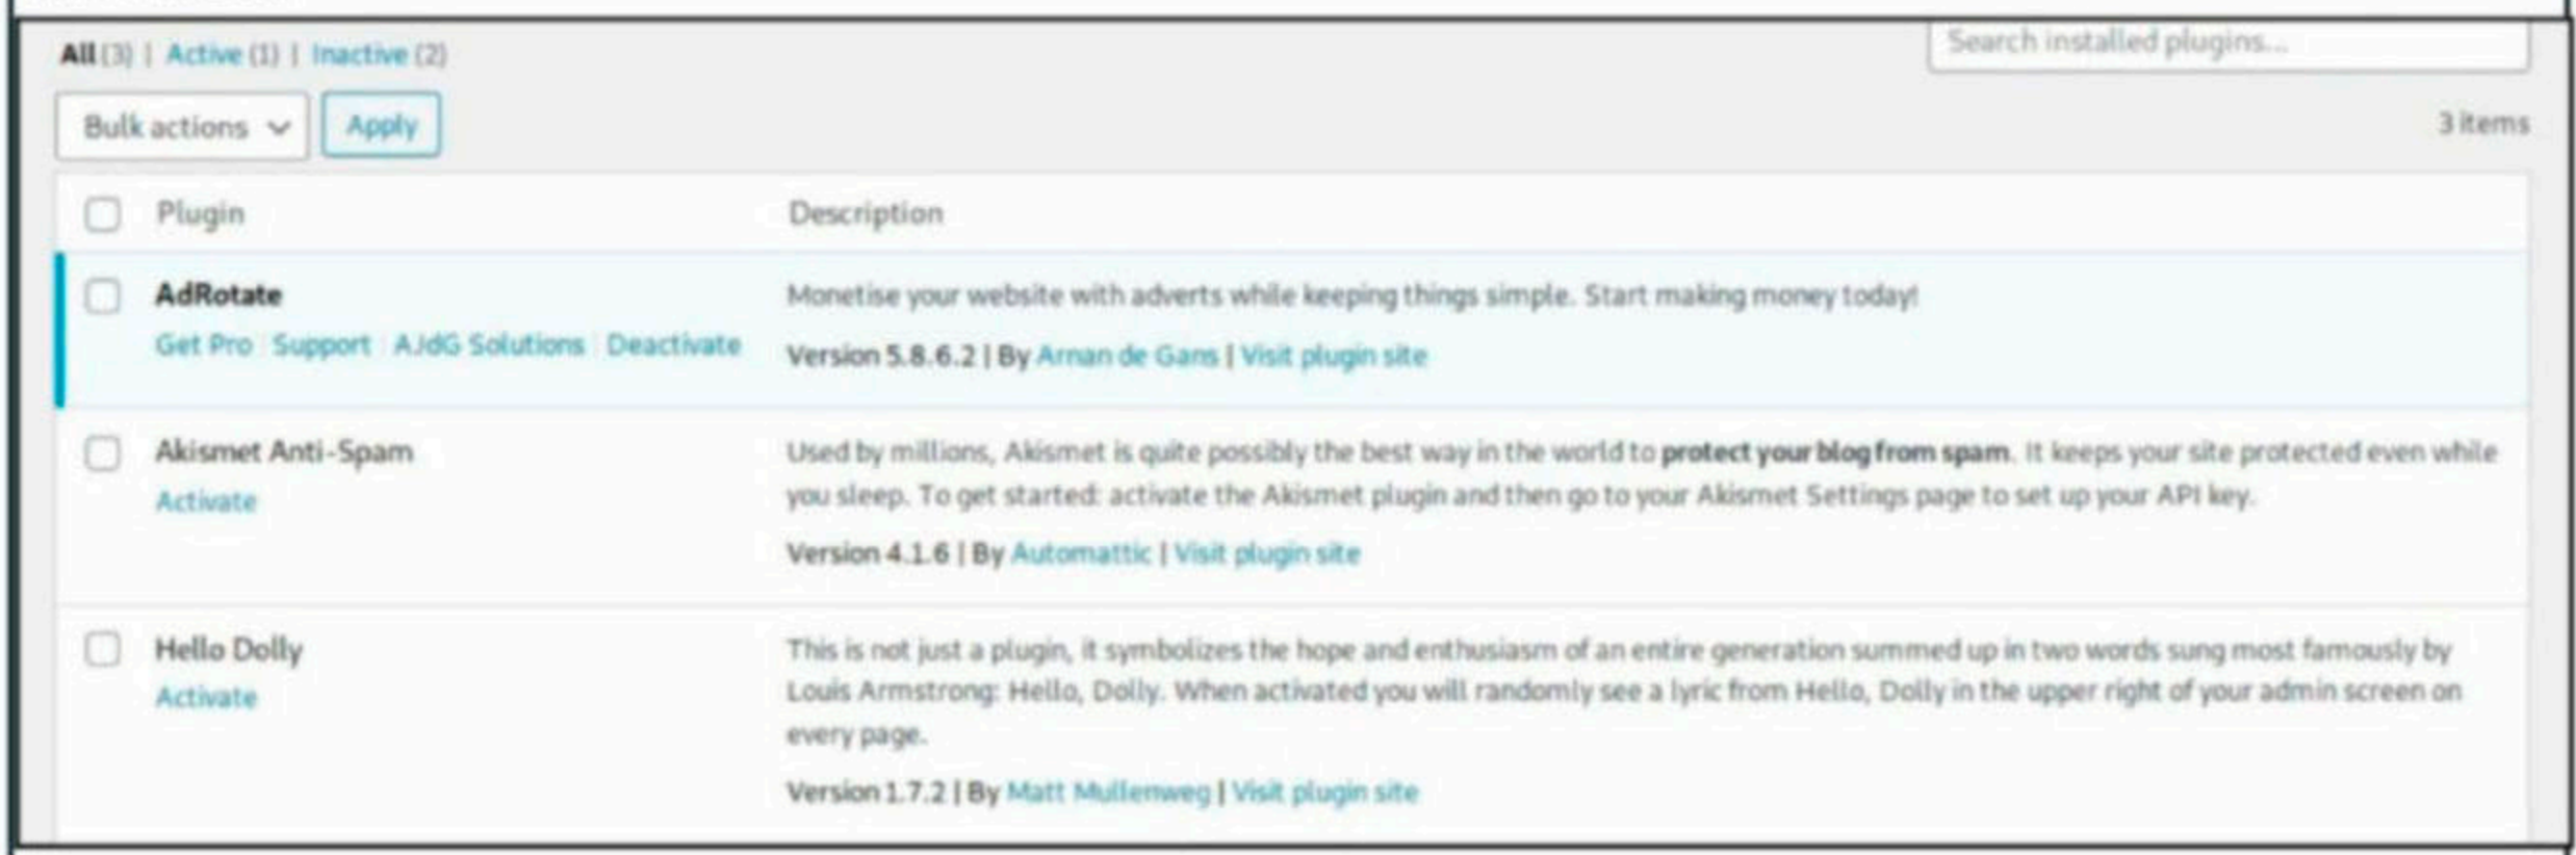 All (3) | Active (1) | Inactive (2)
Search installed plugins...
Bulk actions
Apply
3 items
Plugin
Description
AdRotate
Monetise your website with adverts while keeping things simple. Start making money today!
Get Pro | Support | AJdG Solutions | Deactivate
Version 5.8.6.2 | By Arnan de Gans | Visit plugin site
Akismet Anti-Spam
Used by millions, Akismet is quite possibly the best way in the world to protect your blog from spam. It keeps your site protected even while
Activate
you sleep. To get started: activate the Akismet plugin and then go to your Akismet Settings page to set up your API key.
Version 4.1.6 | By Automattic | Visit plugin site
Hello Dolly
This is not just a plugin, it symbolizes the hope and enthusiasm of an entire generation summed up in two words sung most famously by
Activate
Louis Armstrong: Hello, Dolly. When activated you will randomly see a lyric from Hello, Dolly in the upper right of your admin screen on
every page.
Version 1.7.2 | By Matt Mullenweg | Visit plugin site